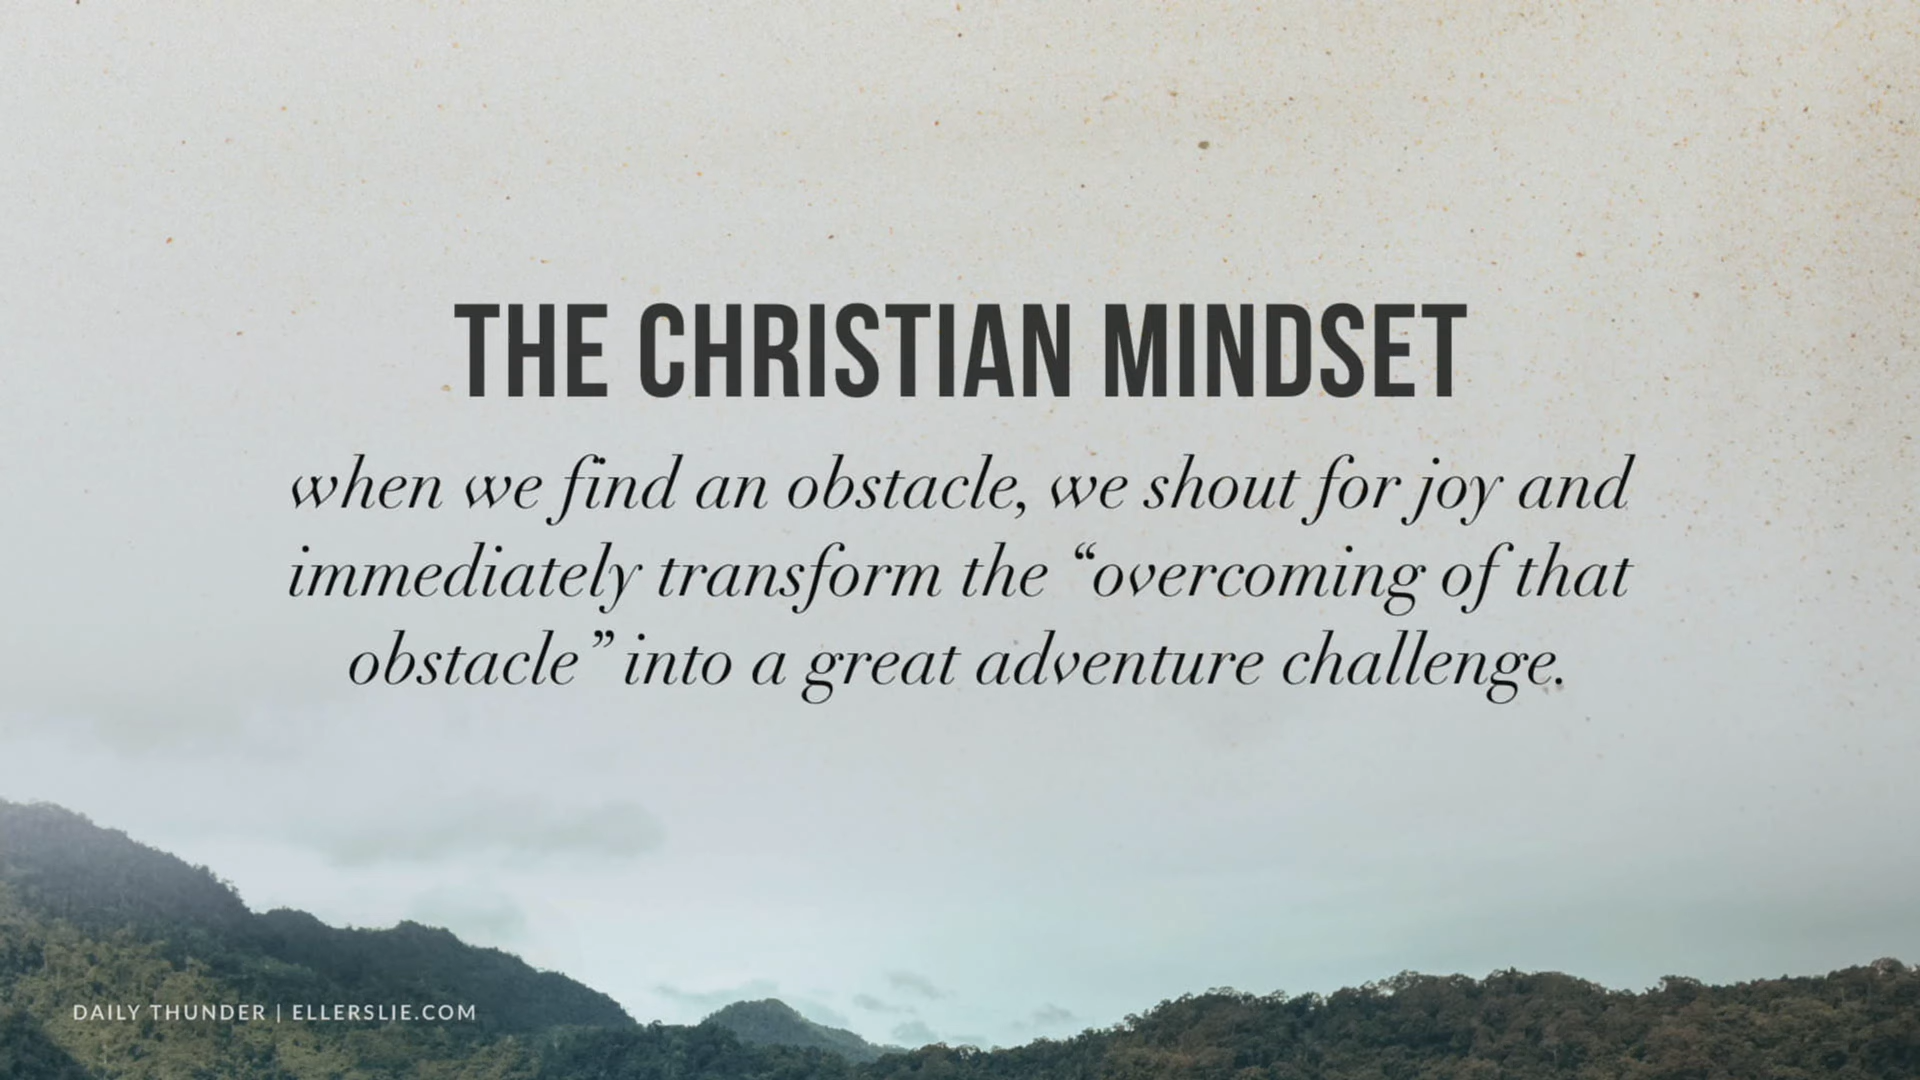 THE CHRISTIAN MINDSET
when we find an obstacle, we shout for joy and
immediately transform the “overcoming of that
obstacle” into a great adventure challenge.
DAILY THUNDER | ELLERSLIE.COM